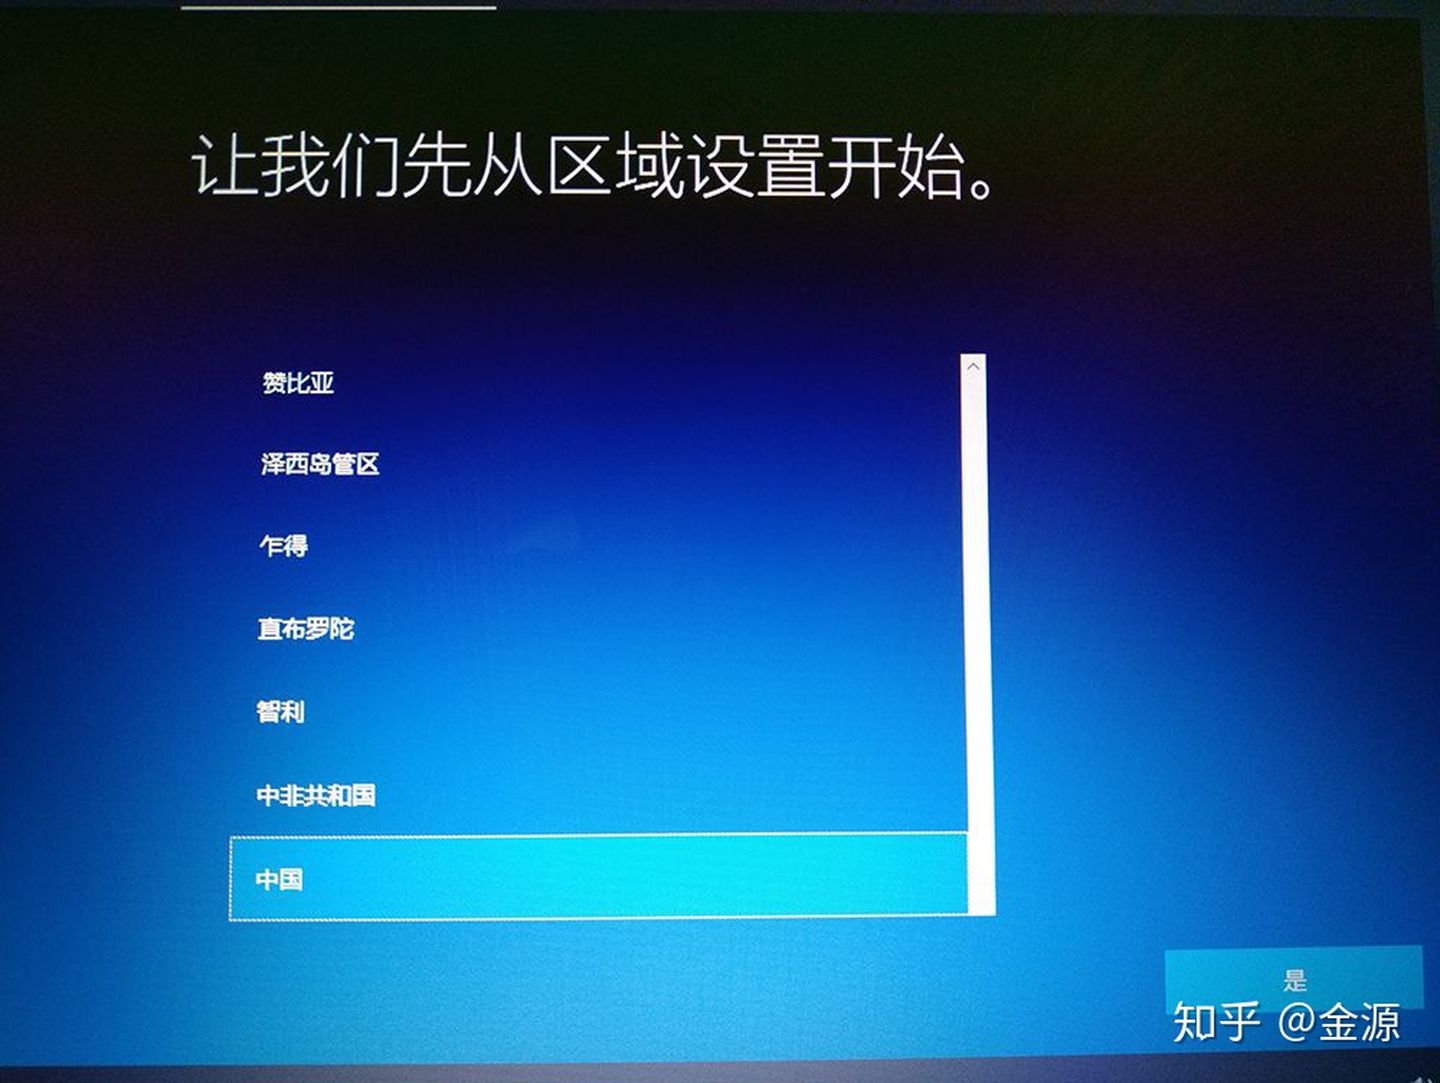 让我们先从区域设置开始。
赞比亚
泽西岛管区
乍得
直布罗陀
智利
中非共和国
中国
是
知乎 @金源